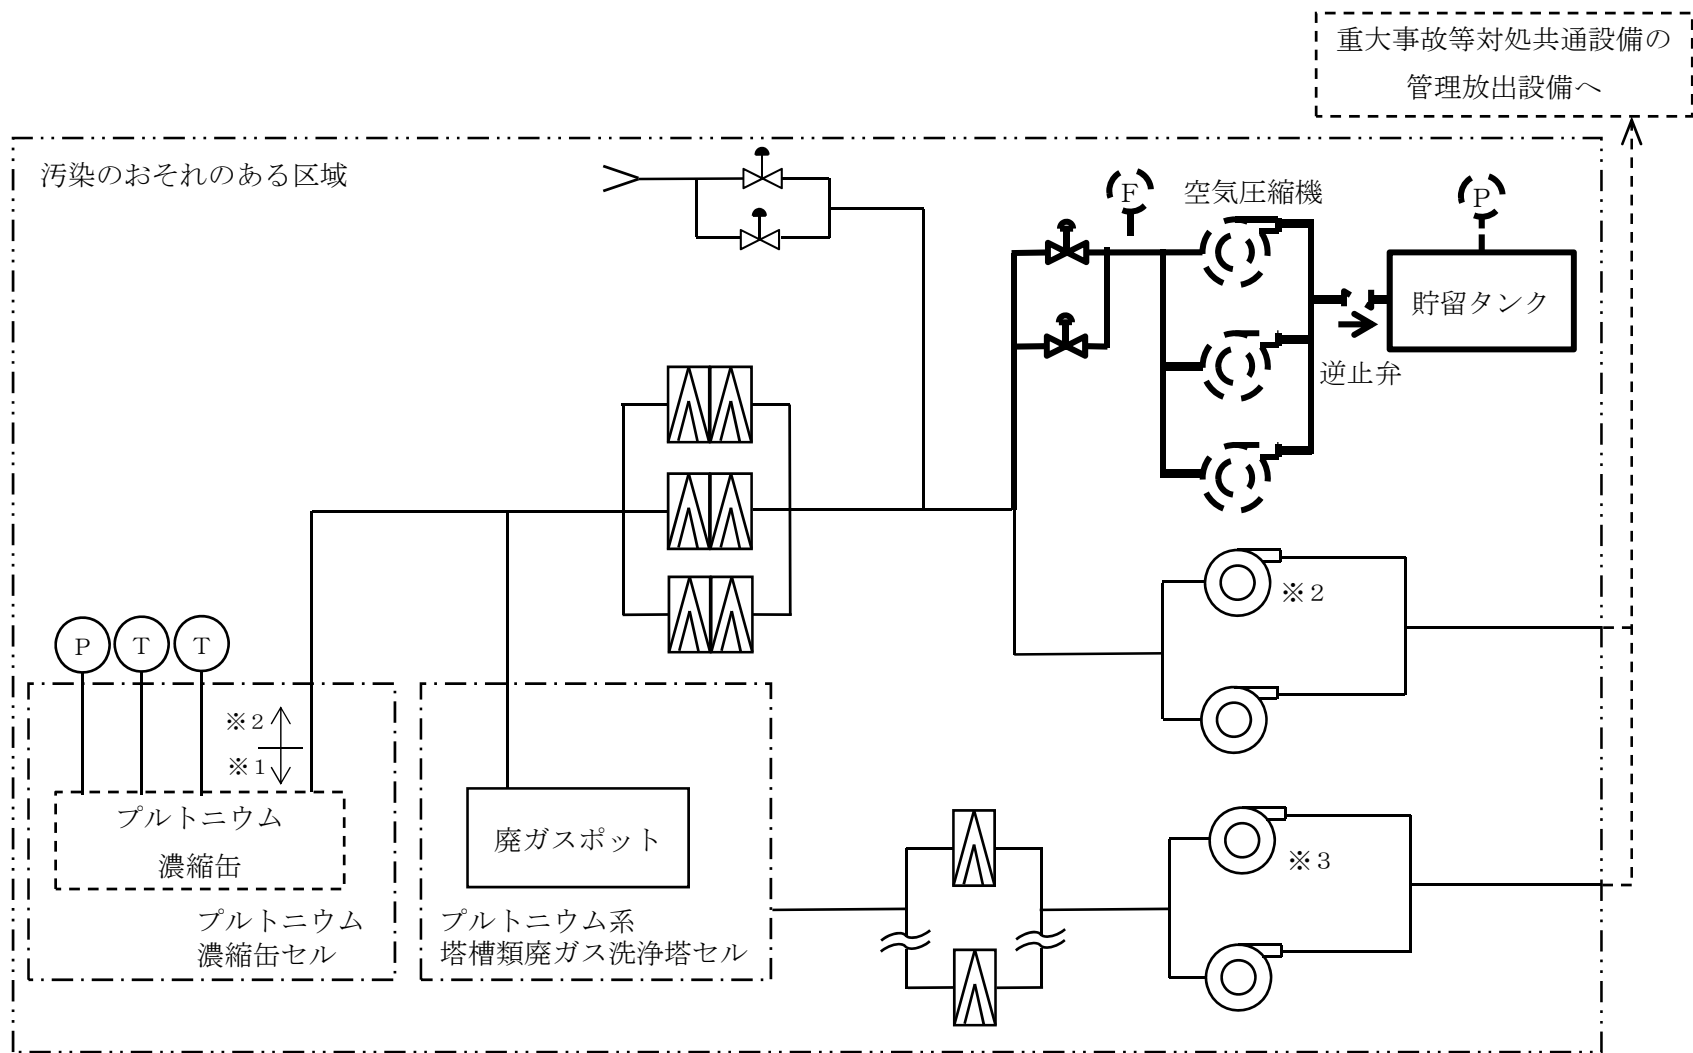 重大事故等対処共通設備の
管理放出設備へ
汚染のおそれのある区域
F
空気圧縮機
P
貯留タンク
逆止弁
※２
P
T
T
※２
※１
プルトニウム
濃縮缶
プルトニウム
濃縮缶セル
廃ガスポット
プルトニウム系
塔槽類廃ガス洗浄塔セル
※３